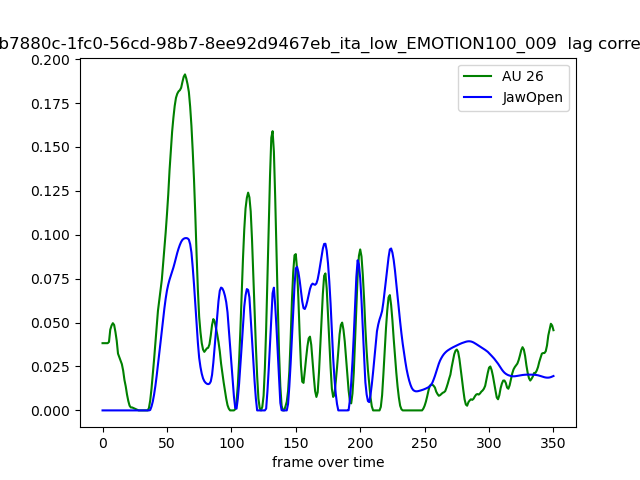 b7880c-1fc0-56cd-98b7-8ee92d9467eb_ita_low_EMOTION100_009 lag corre
0.200
0.175
0.150
0.125
0.100
0.075
0.050
0.025
0.000
AU 26
JawOpen
0 50 100 150 200 250 300 350
frame over time